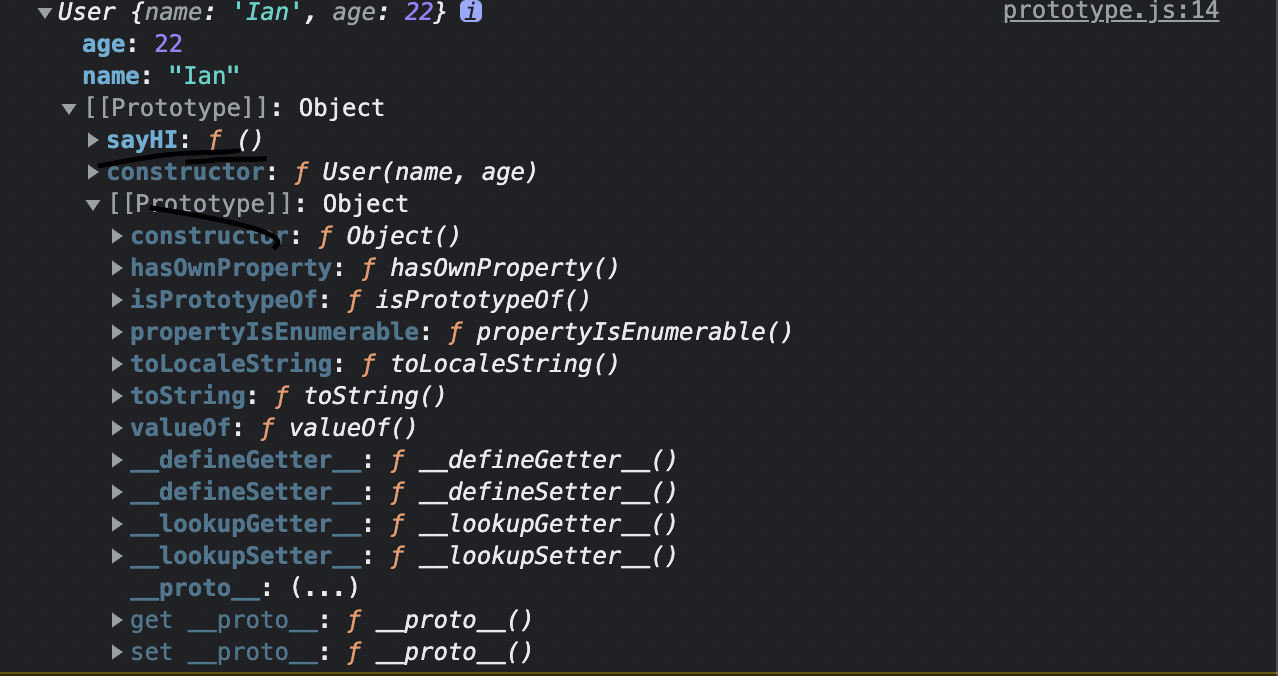 User {name: 'Ian', age: 22} i prototype.js:14
age: 22
name: "Ian"
[[Prototype]]: Object
sayHI: ƒ ()
constructor: ƒ User(name, age)
[[Prototype]]: Object
constructor: ƒ Object()
hasOwnProperty: ƒ hasOwnProperty()
isPrototypeOf: ƒ isPrototypeOf()
propertyIsEnumerable: ƒ propertyIsEnumerable()
toLocaleString: ƒ toLocaleString()
toString: ƒ toString()
valueOf: ƒ valueOf()
__defineGetter__: ƒ __defineGetter__()
__defineSetter__: ƒ __defineSetter__()
__lookupGetter__: ƒ __lookupGetter__()
__lookupSetter__: ƒ __lookupSetter__()
__proto__: (...)
get __proto__: ƒ __proto__()
set __proto__: ƒ __proto__()